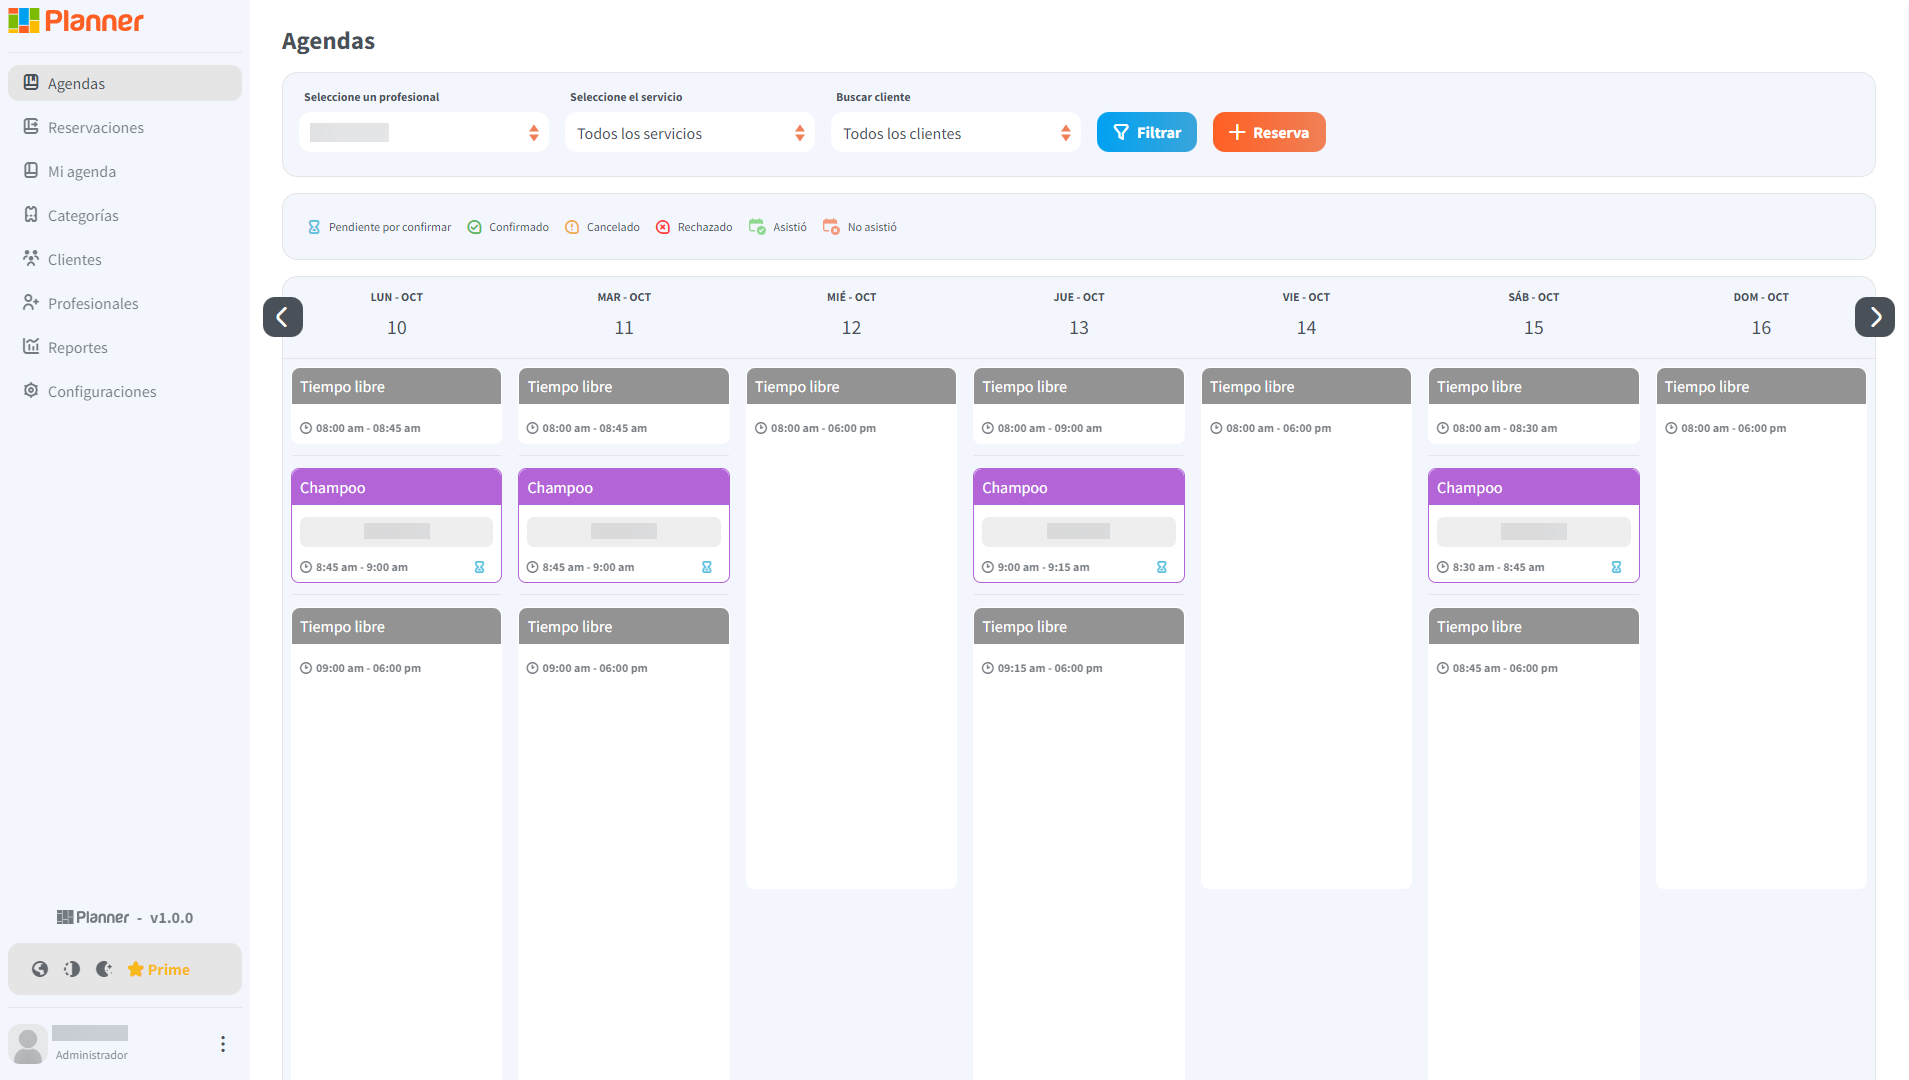 Planner
Agendas
Reservaciones
Mi agenda
Categorías
Clientes
Profesionales
Reportes
Configuraciones
Planner - v1.0.0
Prime
Administrador
Agendas
Seleccione un profesional
Seleccione el servicio
Todos los servicios
Buscar cliente
Todos los clientes
Filtrar
Reserva
Pendiente por confirmar Confirmado Cancelado Rechazado Asistió No asistió
LUN - OCT MAR - OCT MIÉ - OCT JUE - OCT VIE - OCT SÁB - OCT DOM - OCT
10 11 12 13 14 15 16
Tiempo libre Tiempo libre Tiempo libre Tiempo libre Tiempo libre Tiempo libre Tiempo libre
08:00 am - 08:45 am 08:00 am - 08:45 am 08:00 am - 06:00 pm 08:00 am - 09:00 am 08:00 am - 06:00 pm 08:00 am - 08:30 am 08:00 am - 06:00 pm
Champoo Champoo Champoo Champoo
8:45 am - 9:00 am 8:45 am - 9:00 am 9:00 am - 9:15 am 8:30 am - 8:45 am
Tiempo libre Tiempo libre Tiempo libre Tiempo libre
09:00 am - 06:00 pm 09:00 am - 06:00 pm 09:15 am - 06:00 pm 08:45 am - 06:00 pm